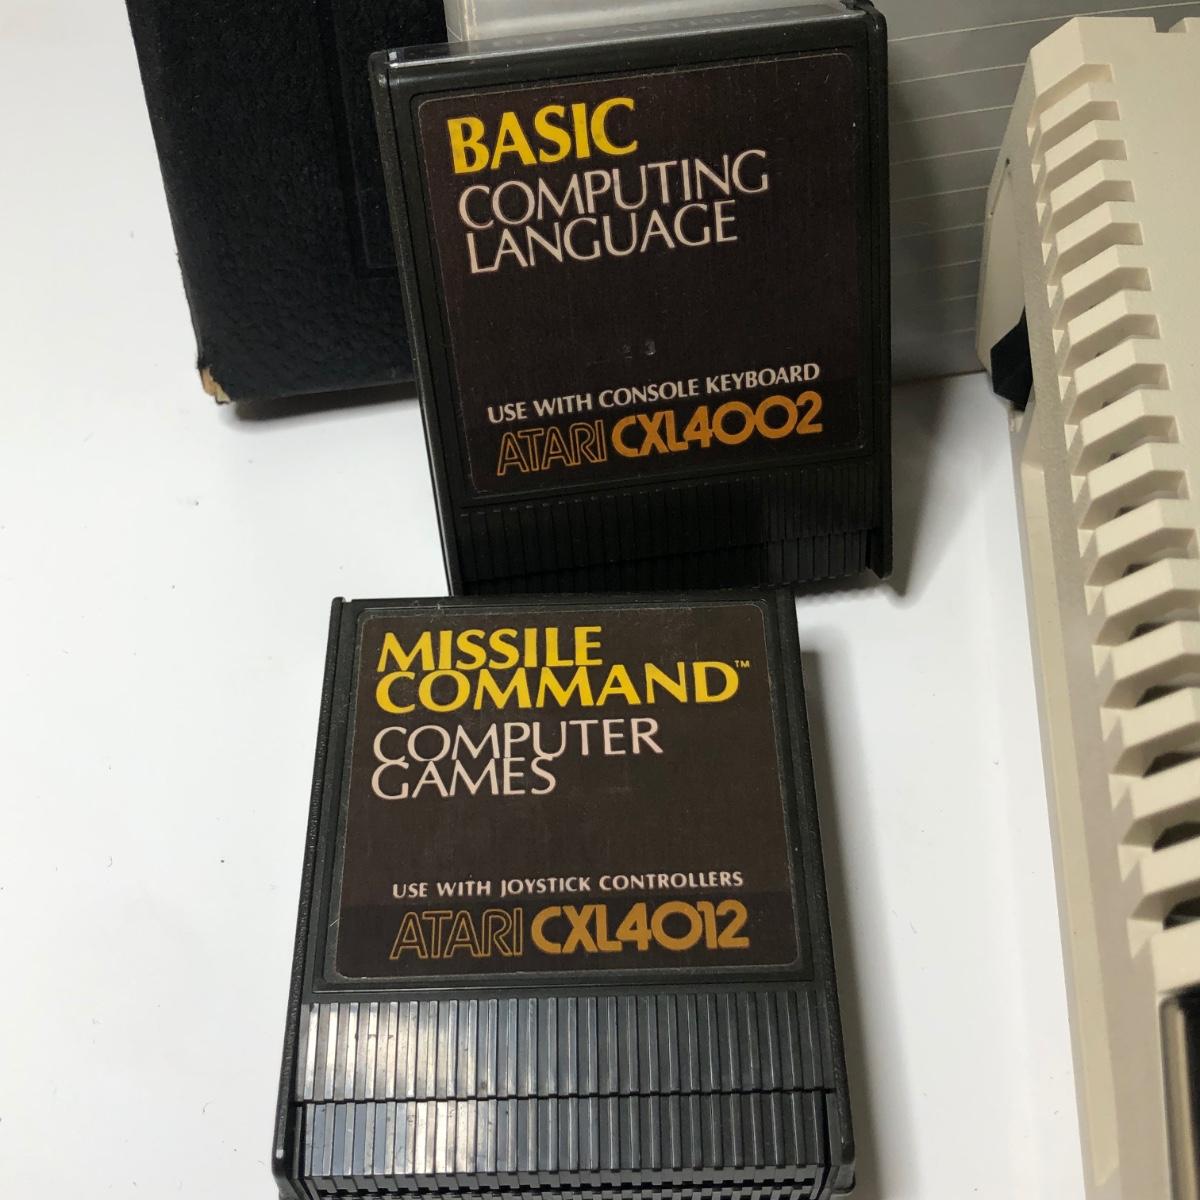 BASIC
COMPUTING
LANGUAGE
USE WITH CONSOLE KEYBOARD
ATARI CXL4002
MISSILE
COMMAND™
COMPUTER
GAMES
USE WITH JOYSTICK CONTROLLERS
ATARI CXL4012